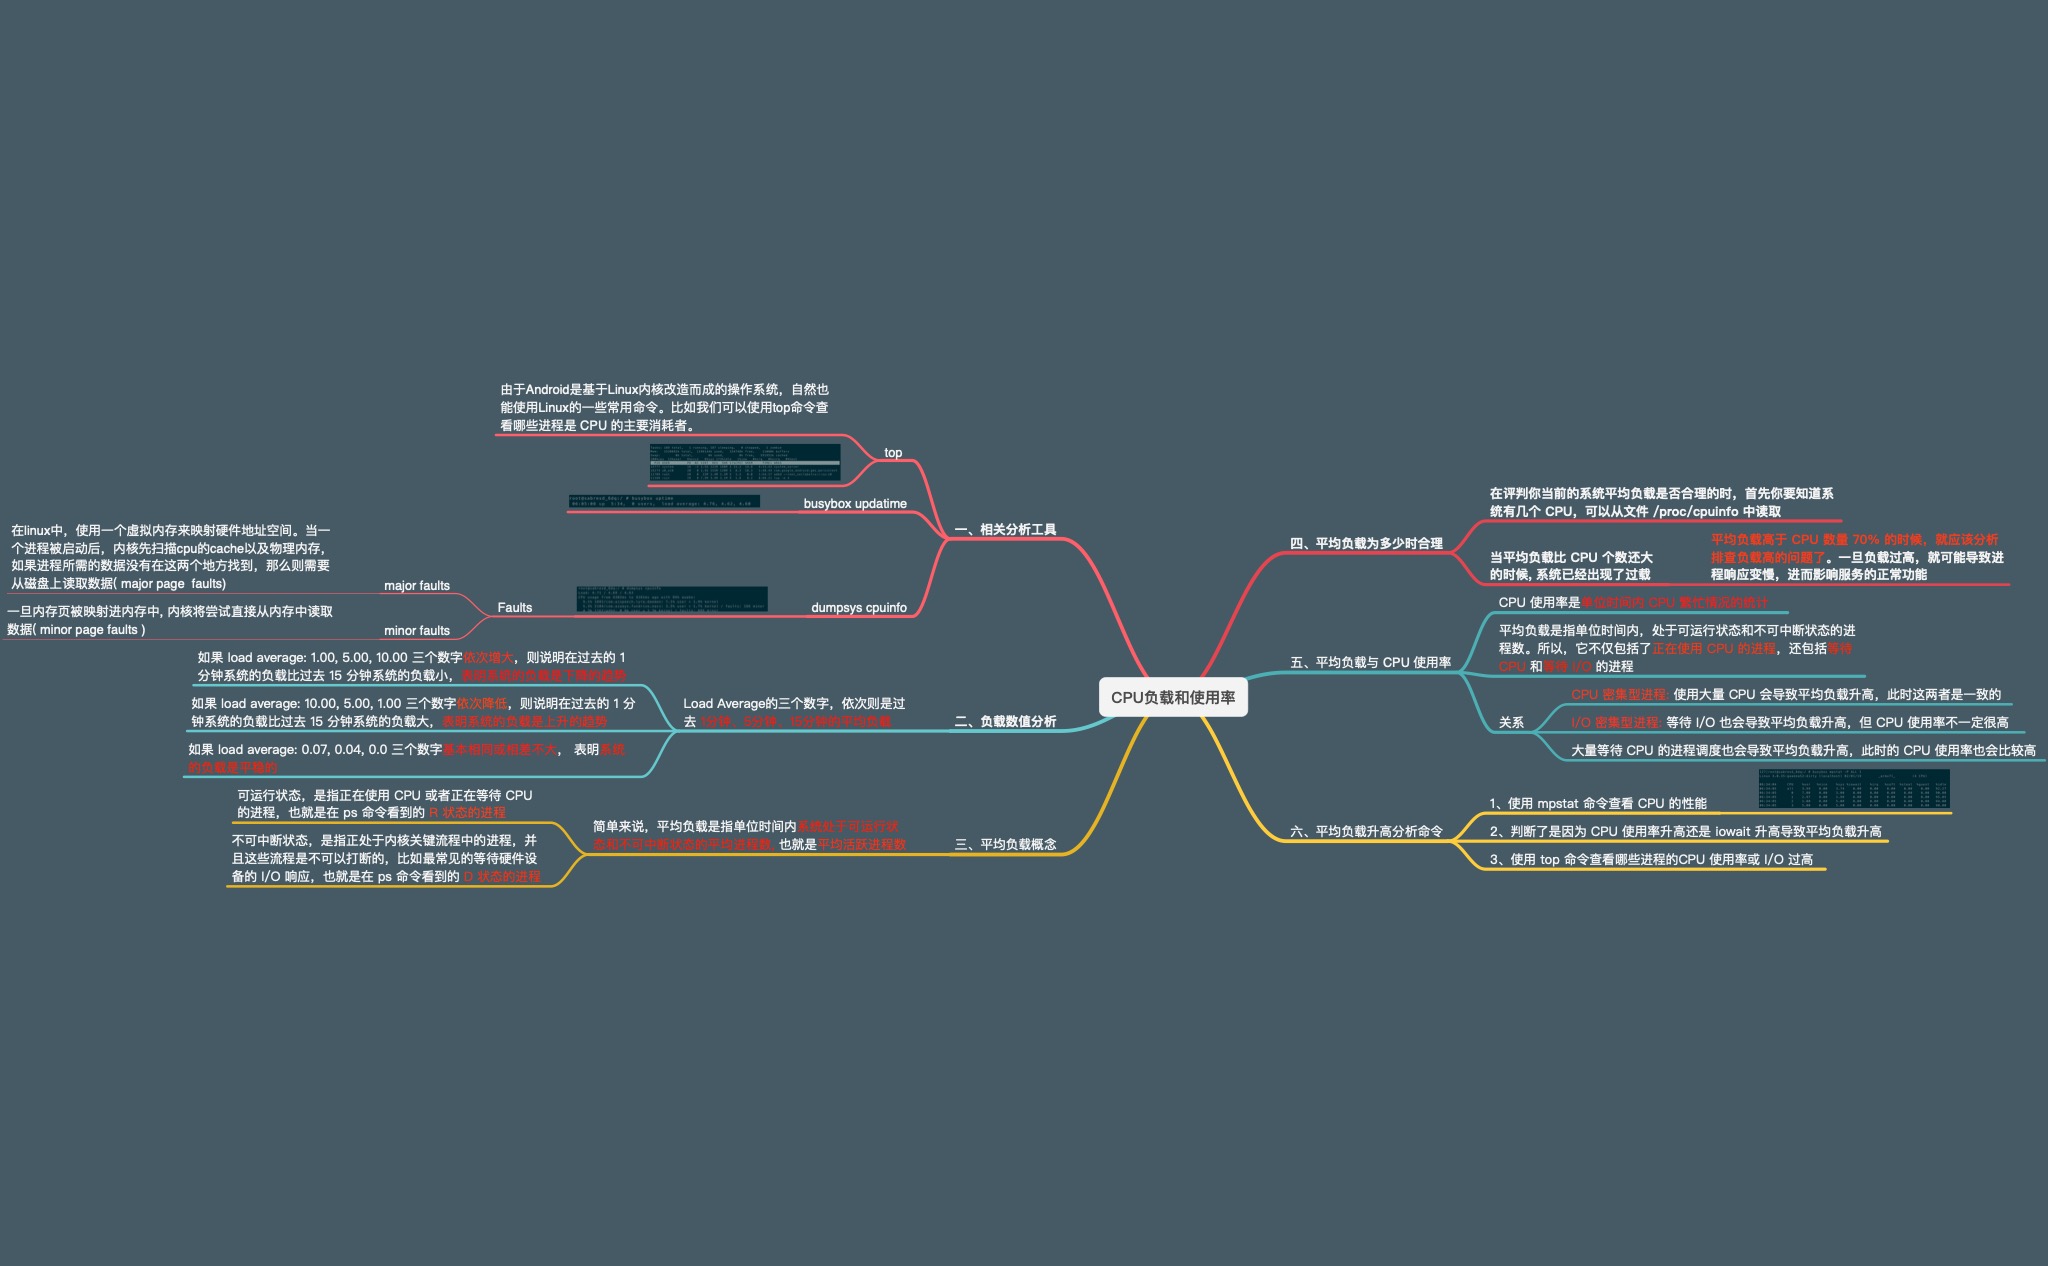 CPU负载和使用率
一、相关分析工具
top
由于Android是基于Linux内核改造而成的操作系统，自然也
能使用Linux的一些常用命令。比如我们可以使用top命令查
看哪些进程是 CPU 的主要消耗者。
busybox updatime
dumpsys cpuinfo
Faults
major faults
在linux中，使用一个虚拟内存来映射硬件地址空间。当一
个进程被启动后，内核先扫描cpu的cache以及物理内存，
如果进程所需的数据没有在这两个地方找到，那么则需要
从磁盘上读取数据( major page faults)
minor faults
一旦内存页被映射进内存中, 内核将尝试直接从内存中读取
数据( minor page faults )
二、负载数值分析
Load Average的三个数字，依次则是过
去 1分钟、5分钟、15分钟的平均负载
如果 load average: 1.00, 5.00, 10.00 三个数字依次增大，则说明在过去的 1
分钟系统的负载比过去 15 分钟系统的负载小，表明系统的负载是下降的趋势
如果 load average: 10.00, 5.00, 1.00 三个数字依次降低，则说明在过去的 1 分
钟系统的负载比过去 15 分钟系统的负载大，表明系统的负载是上升的趋势
如果 load average: 0.07, 0.04, 0.0 三个数字基本相同或相差不大， 表明系统
的负载是平稳的
三、平均负载概念
简单来说，平均负载是指单位时间内系统处于可运行状
态和不可中断状态的平均进程数, 也就是平均活跃进程数
可运行状态，是指正在使用 CPU 或者正在等待 CPU
的进程，也就是在 ps 命令看到的 R 状态的进程
不可中断状态，是指正处于内核关键流程中的进程，并
且这些流程是不可以打断的，比如最常见的等待硬件设
备的 I/O 响应，也就是在 ps 命令看到的 D 状态的进程
四、平均负载为多少时合理
在评判你当前的系统平均负载是否合理的时，首先你要知道系
统有几个 CPU，可以从文件 /proc/cpuinfo 中读取
当平均负载比 CPU 个数还大
的时候, 系统已经出现了过载
平均负载高于 CPU 数量 70% 的时候，就应该分析
排查负载高的问题了。一旦负载过高，就可能导致进
程响应变慢，进而影响服务的正常功能
五、平均负载与 CPU 使用率
CPU 使用率是单位时间内 CPU 繁忙情况的统计
平均负载是指单位时间内，处于可运行状态和不可中断状态的进
程数。所以，它不仅包括了正在使用 CPU 的进程，还包括等待
CPU 和等待 I/O 的进程
关系
CPU 密集型进程: 使用大量 CPU 会导致平均负载升高，此时这两者是一致的
I/O 密集型进程: 等待 I/O 也会导致平均负载升高，但 CPU 使用率不一定很高
大量等待 CPU 的进程调度也会导致平均负载升高，此时的 CPU 使用率也会比较高
六、平均负载升高分析命令
1、使用 mpstat 命令查看 CPU 的性能
2、判断了是因为 CPU 使用率升高还是 iowait 升高导致平均负载升高
3、使用 top 命令查看哪些进程的CPU 使用率或 I/O 过高